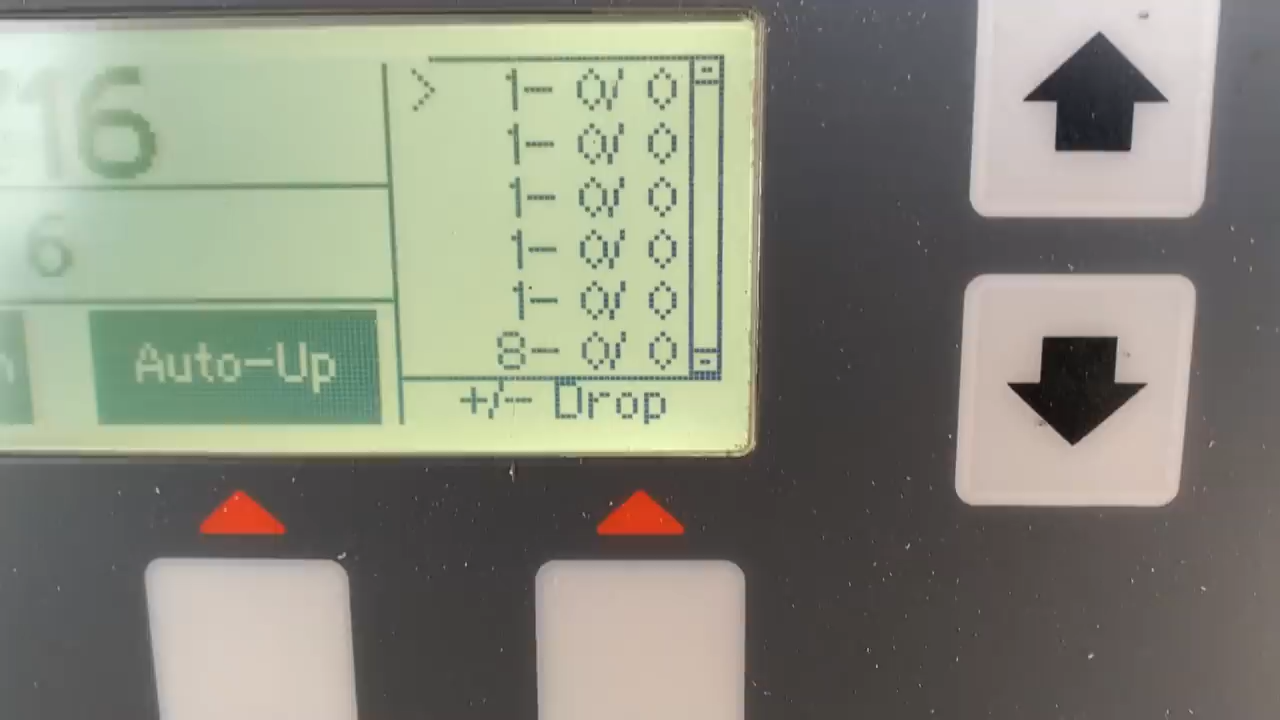 16
6
Auto-Up
> 1- 0/ 0
1- 0/ 0
1- 0/ 0
1- 0/ 0
1- 0/ 0
8- 0/ 0
+/- Drop